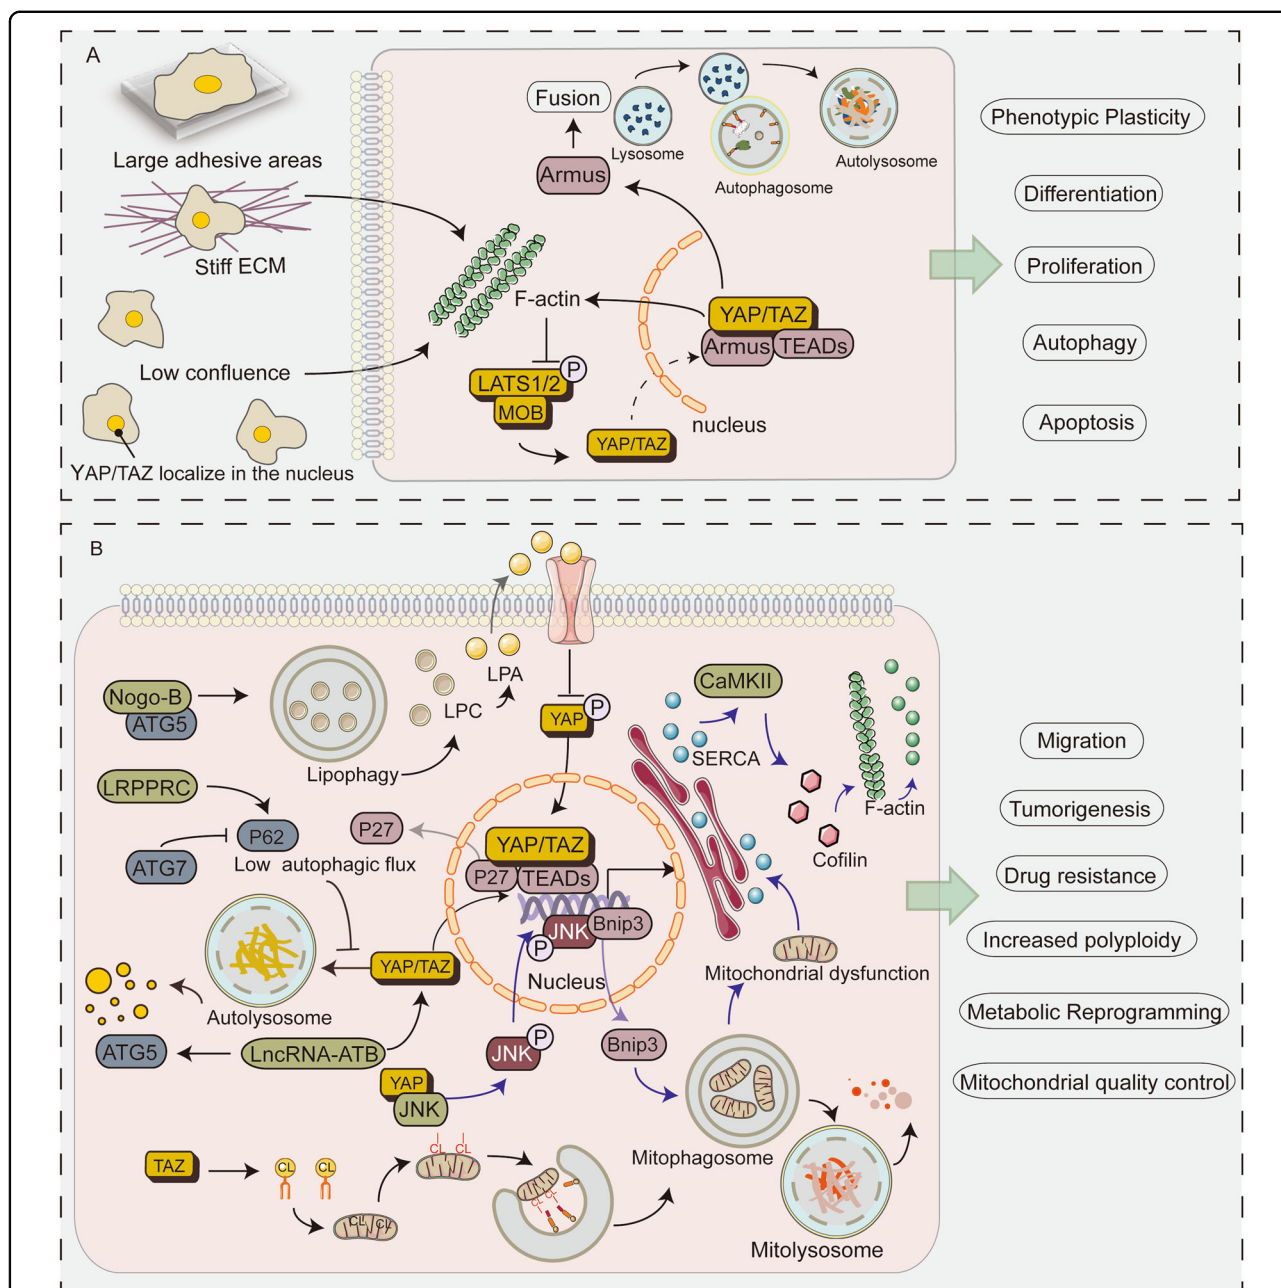 A
Large adhesive areas
Stiff ECM
Low confluence
YAP/TAZ localize in the nucleus
Fusion
Armus
Lysosome
Autophagosome
Autolysosome
F-actin
P
LATS1/2
MOB
YAP/TAZ
YAP/TAZ
Armus
TEADs
nucleus
Phenotypic Plasticity
Differentiation
Proliferation
Autophagy
Apoptosis
B
Nogo-B
ATG5
Lipophagy
LPC
LPA
P
YAP
LRPPRC
P62
ATG7
Low autophagic flux
P27
YAP/TAZ
P27
TEADs
JNK
Bnip3
P
Nucleus
YAP/TAZ
Autolysosome
ATG5
LncRNA-ATB
YAP
JNK
JNK
P
Bnip3
CaMKII
SERCA
Cofilin
F-actin
Mitochondrial dysfunction
Mitophagosome
Mitolysosome
TAZ
CL
CL
CL
CL
CL
CL
CL
CL
Migration
Tumorigenesis
Drug resistance
Increased polyploidy
Metabolic Reprogramming
Mitochondrial quality control